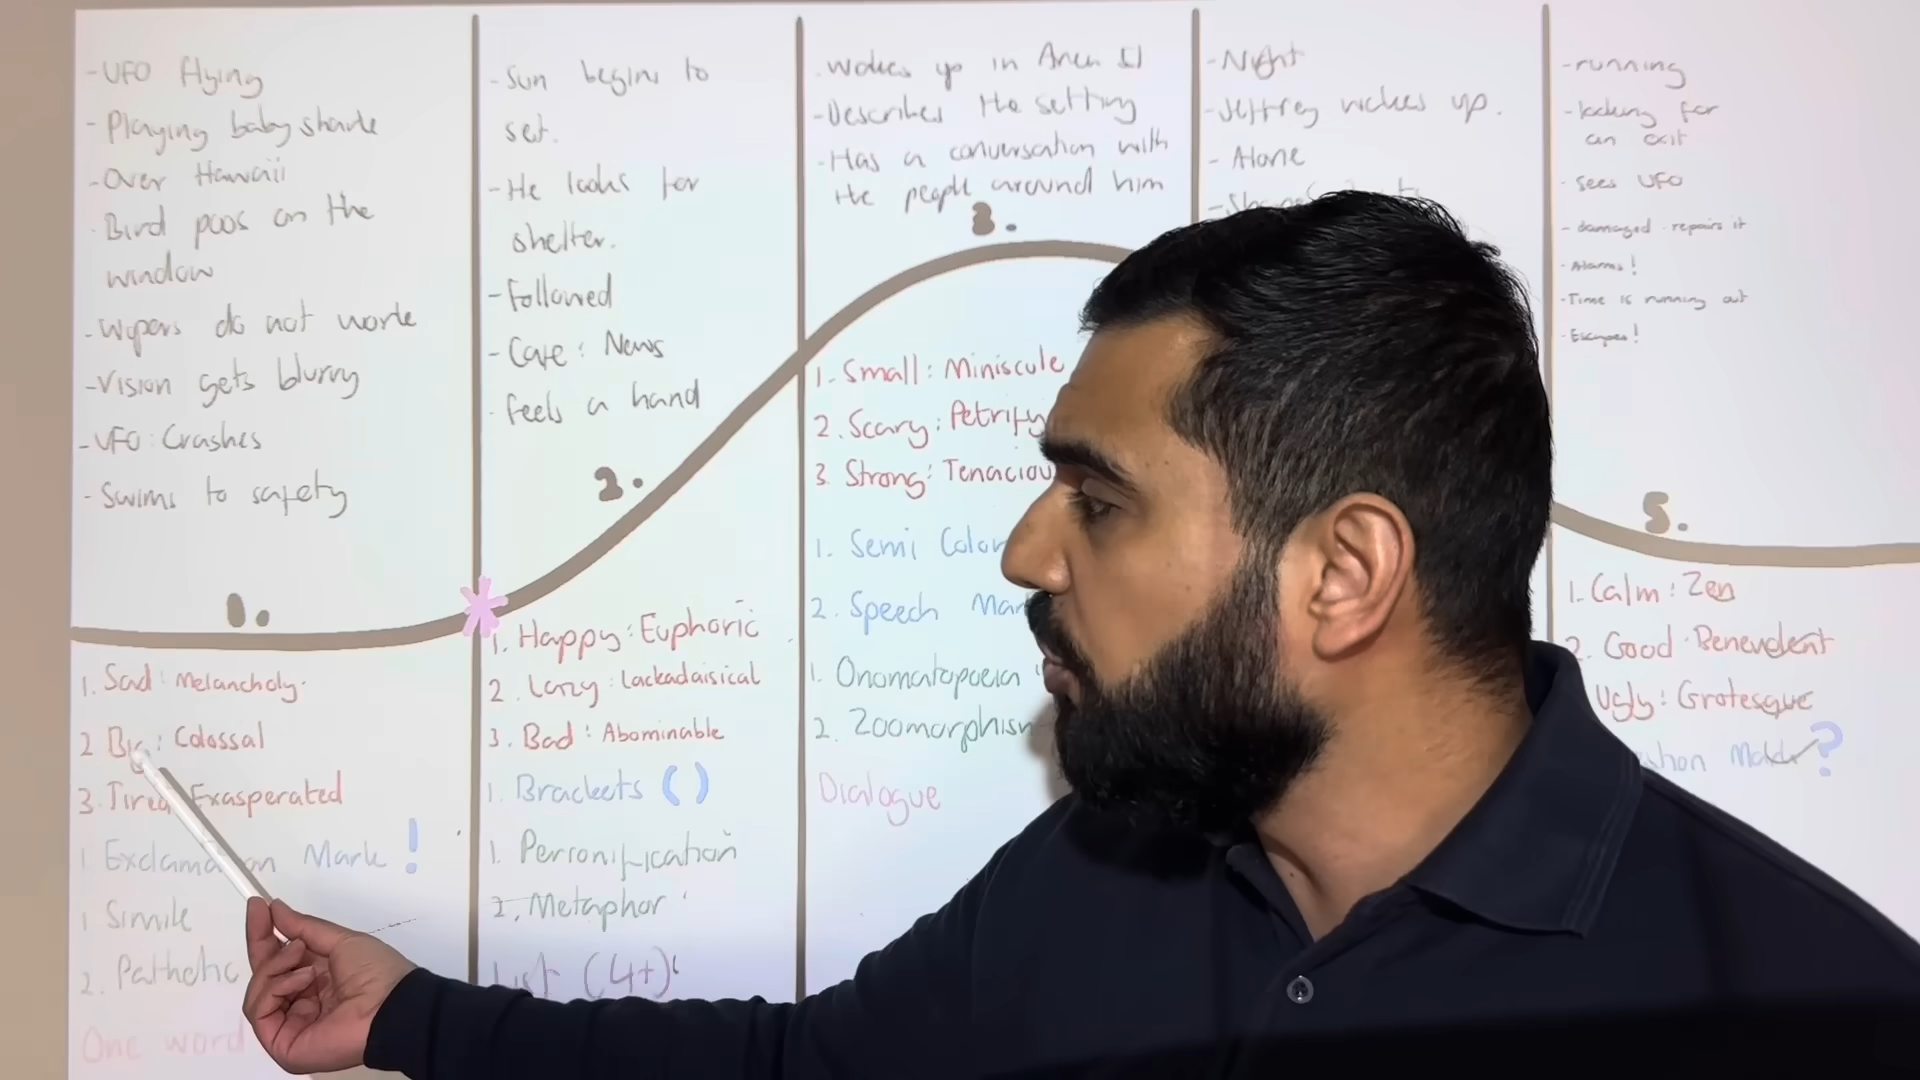 - UFO flying
- Playing baby shark
- Over Hawaii
- Bird poos on the
window
- Wipers do not work
- Vision gets blurry
- UFO: Crashes
- Swims to safety
1.
1. Sad: Melancholy.
2 Big: Colossal
3. Tired Exasperated
1 Exclamation Mark !
1 Simile
2. Pathetic
One word
- Sun begins to
set.
- He looks for
shelter.
- Followed
- Cafe: News
- feels a hand
2.
1. Happy: Euphoric
2. Lazy: Lackadaisical
3. Bad: Abominable
1. Brackets ( )
1. Personification
2. Metaphor
List (4+)
- Wakes up in Area 51
- Describes the setting
- Has a conversation with
the people around him
3.
1. Small: Miniscule
2. Scary: Petrify
3. Strong: Tenaciou
1. Semi Colon
2. Speech Mar
1. Onomatopoeia
2. Zoomorphism
Dialogue
- Night
- Jeffrey wakes up.
- Alone
- running
- looking for
an exit
- sees UFO
- damaged repairs it
- Alarms!
- Time is running out
- Escapes!
5.
1. Calm: Zen
2. Good: Benevolent
Ugly: Grotesque
stion Mark ?